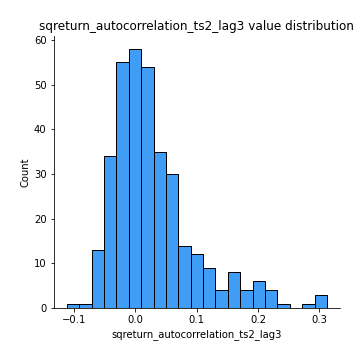 sqreturn_autocorrelation_ts2_lag3 value distribution
60
50
40
30
20
10
0
Count
−0.1 0.0 0.1 0.2 0.3
sqreturn_autocorrelation_ts2_lag3